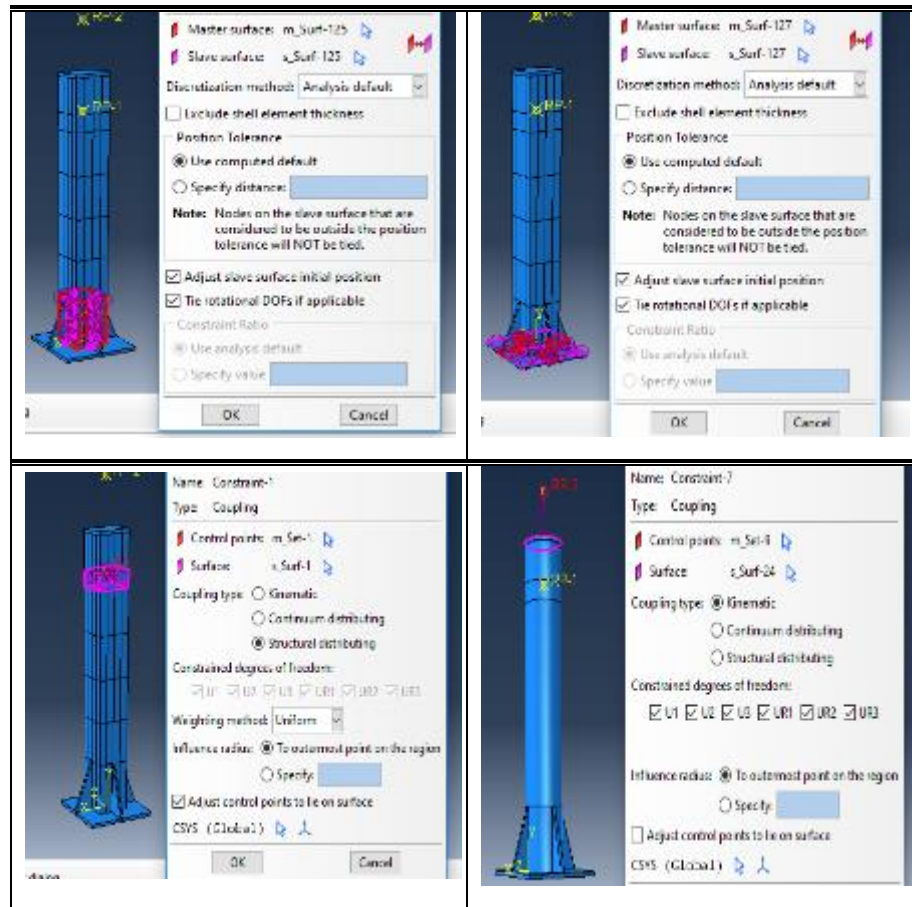 Master surface: m_Surf-125
Slave surface: s_Surf-125
Discretization method: Analysis default
Exclude shell element thickness
Position Tolerance
Use computed default
Specify distance:
Note: Nodes on the slave surface that are
considered to be outside the position
tolerance will NOT be tied.
Adjust slave surface initial position
Tie rotational DOFs if applicable
Constraint Ratio
Use analysis default
Specify value
OK Cancel
RP-1
Master surface: m_Surf-127
Slave surface: s_Surf-127
Discretization method: Analysis default
Exclude shell element thickness
Position Tolerance
Use computed default
Specify distance:
Note: Nodes on the slave surface that are
considered to be outside the position
tolerance will NOT be tied.
Adjust slave surface initial position
Tie rotational DOFs if applicable
Constraint Ratio
Use analysis default
Specify value
OK Cancel
Name: Constraint-1
Type: Coupling
Control points: m_Set-1
Surface: s_Surf-1
Coupling type: Kinematic
Continuum distributing
Structural distributing
Constrained degrees of freedom:
U1 U2 U3 UR1 UR2 UR3
Weighting method: Uniform
Influence radius: To outermost point on the region
Specify:
Adjust control points to lie on surface
CSYS (Global)
OK Cancel
Name: Constraint-7
Type: Coupling
Control points: m_Set-9
Surface: s_Surf-24
Coupling type: Kinematic
Continuum distributing
Structural distributing
Constrained degrees of freedom:
U1 U2 U3 UR1 UR2 UR3
Influence radius: To outermost point on the region
Specify:
Adjust control points to lie on surface
CSYS (Global)